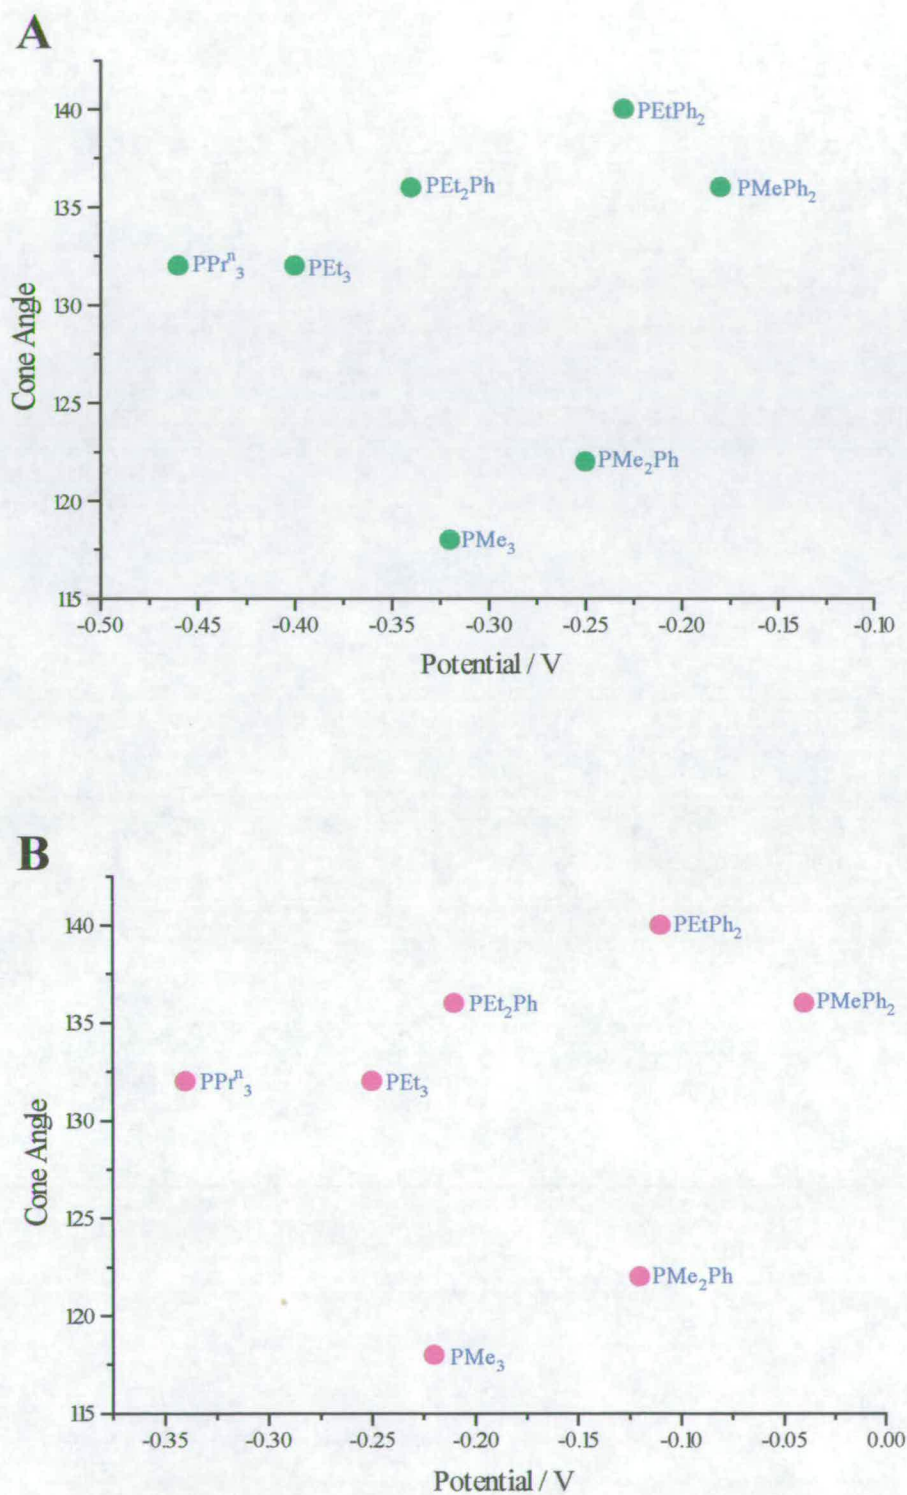 A
140
135
130
125
120
115
Cone Angle
PEtPh₂
PEt₂Ph
PMePh₂
PPrⁿ₃
PEt₃
PMe₂Ph
PMe₃
-0.50 -0.45 -0.40 -0.35 -0.30 -0.25 -0.20 -0.15 -0.10
Potential / V
B
140
135
130
125
120
115
Cone Angle
PEtPh₂
PEt₂Ph
PMePh₂
PPrⁿ₃
PEt₃
PMe₂Ph
PMe₃
-0.35 -0.30 -0.25 -0.20 -0.15 -0.10 -0.05 0.00
Potential / V